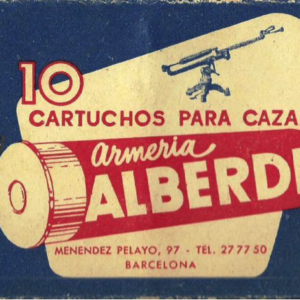 10
CARTUCHOS PARA CAZA
armeria
ALBERDI
MENENDEZ PELAYO, 97 - TEL. 27 77 50
BARCELONA